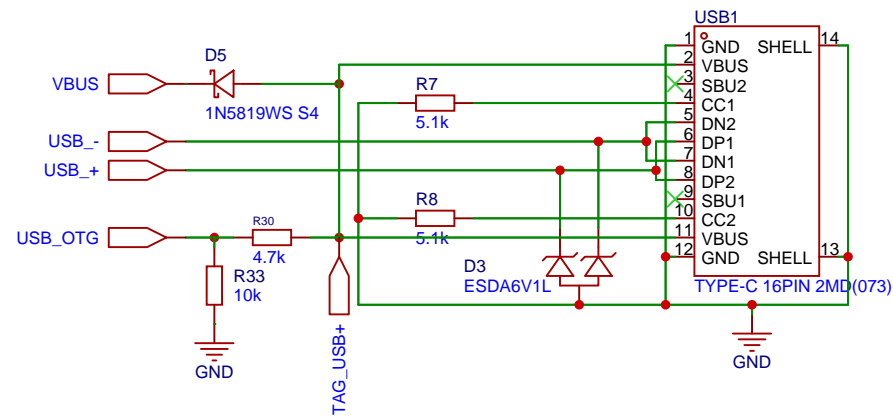 USB1
D5
VBUS
1N5819WS S4
R7
5.1k
USB_-
USB_+
R8
5.1k
USB_OTG
R30
4.7k
R33
10k
GND
TAG_USB+
D3
ESDA6V1L
1 GND SHELL 14
2 VBUS
3 SBU2
4 CC1
5 DN2
6 DP1
7 DN1
8 DP2
9 SBU1
10 CC2
11 VBUS
12 GND SHELL 13
TYPE-C 16PIN 2MD(073)
GND